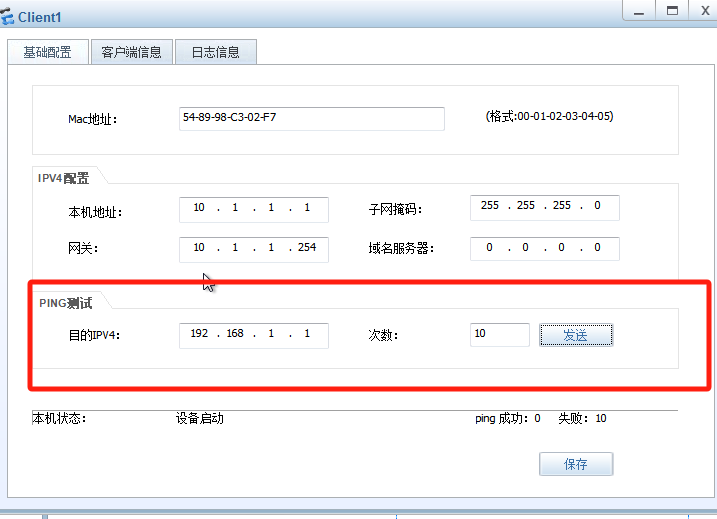 Client1
基础配置 客户端信息 日志信息
Mac地址: 54-89-98-C3-02-F7 (格式:00-01-02-03-04-05)
IPV4配置
本机地址: 10 . 1 . 1 . 1 子网掩码: 255 . 255 . 255 . 0
网关: 10 . 1 . 1 . 254 域名服务器: 0 . 0 . 0 . 0
PING测试
目的IPV4: 192 . 168 . 1 . 1 次数: 10 发送
本机状态: 设备启动 ping 成功: 0 失败: 10
保存